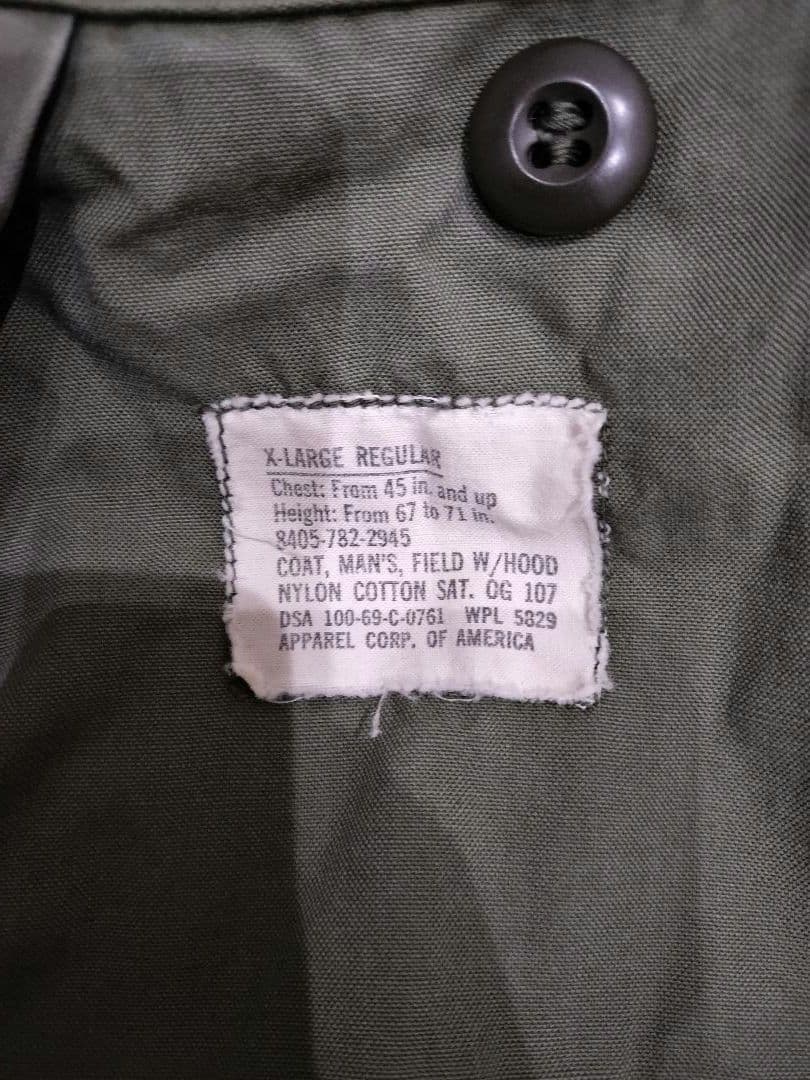 X-LARGE REGULAR
Chest: From 45 in. and up
Height: From 67 to 71 in.
8405-782-2945
COAT, MAN'S, FIELD W/HOOD
NYLON COTTON SAT. OG 107
DSA 100-69-C-0761 WPL 5829
APPAREL CORP. OF AMERICA